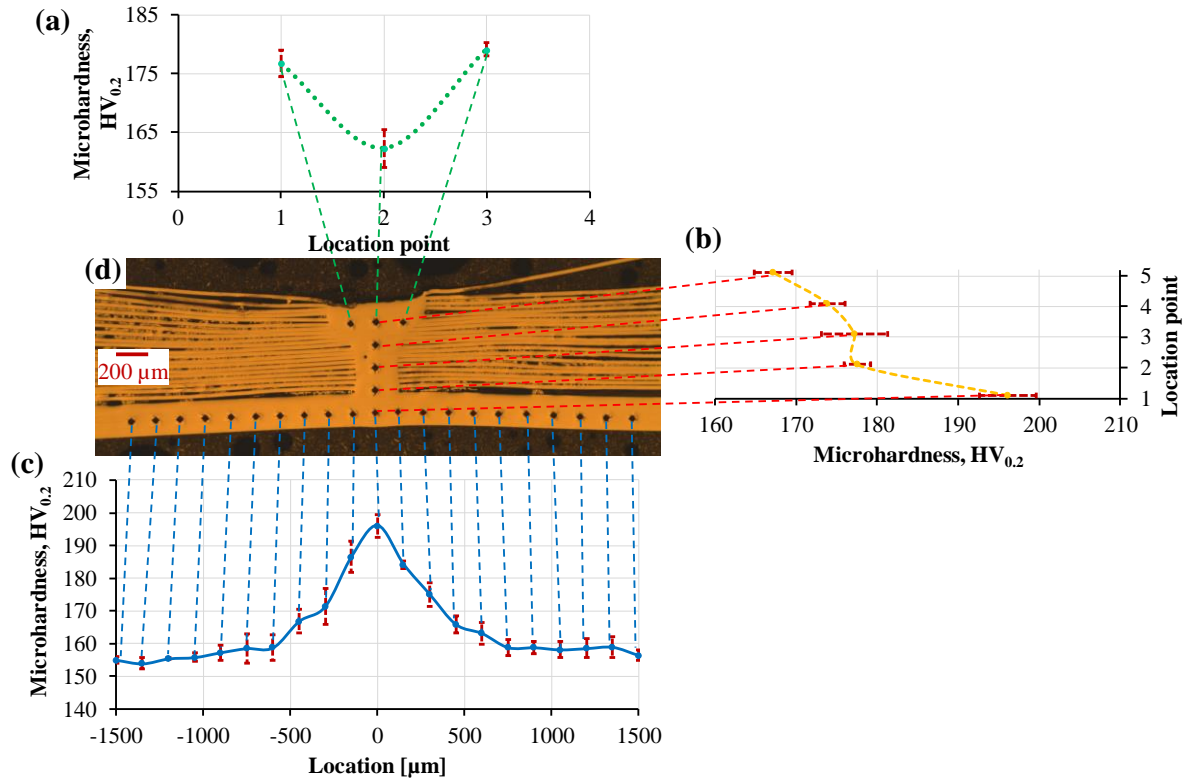 (a)
Microhardness,
HV0.2
185
175
165
155
0 1 2 3 4
Location point
(b)
5
4
3
2
1
Location point
160 170 180 190 200 210
Microhardness, HV0.2
(d)
200 µm
(c)
Microhardness, HV0.2
210
200
190
180
170
160
150
140
-1500 -1000 -500 0 500 1000 1500
Location [µm]